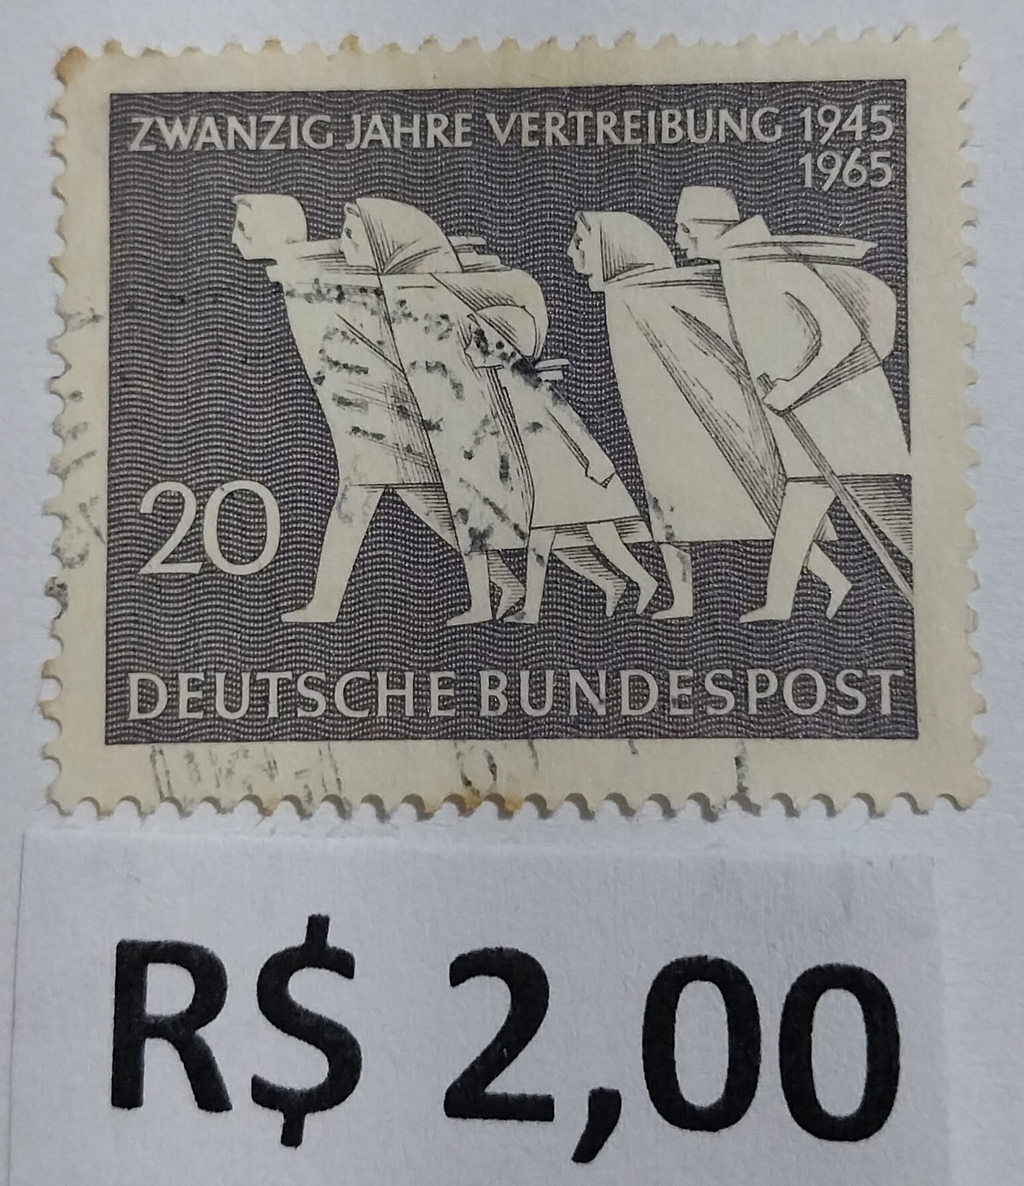 ZWANZIG JAHRE VERTREIBUNG 1945
1965
20
DEUTSCHE BUNDESPOST
R$ 2,00